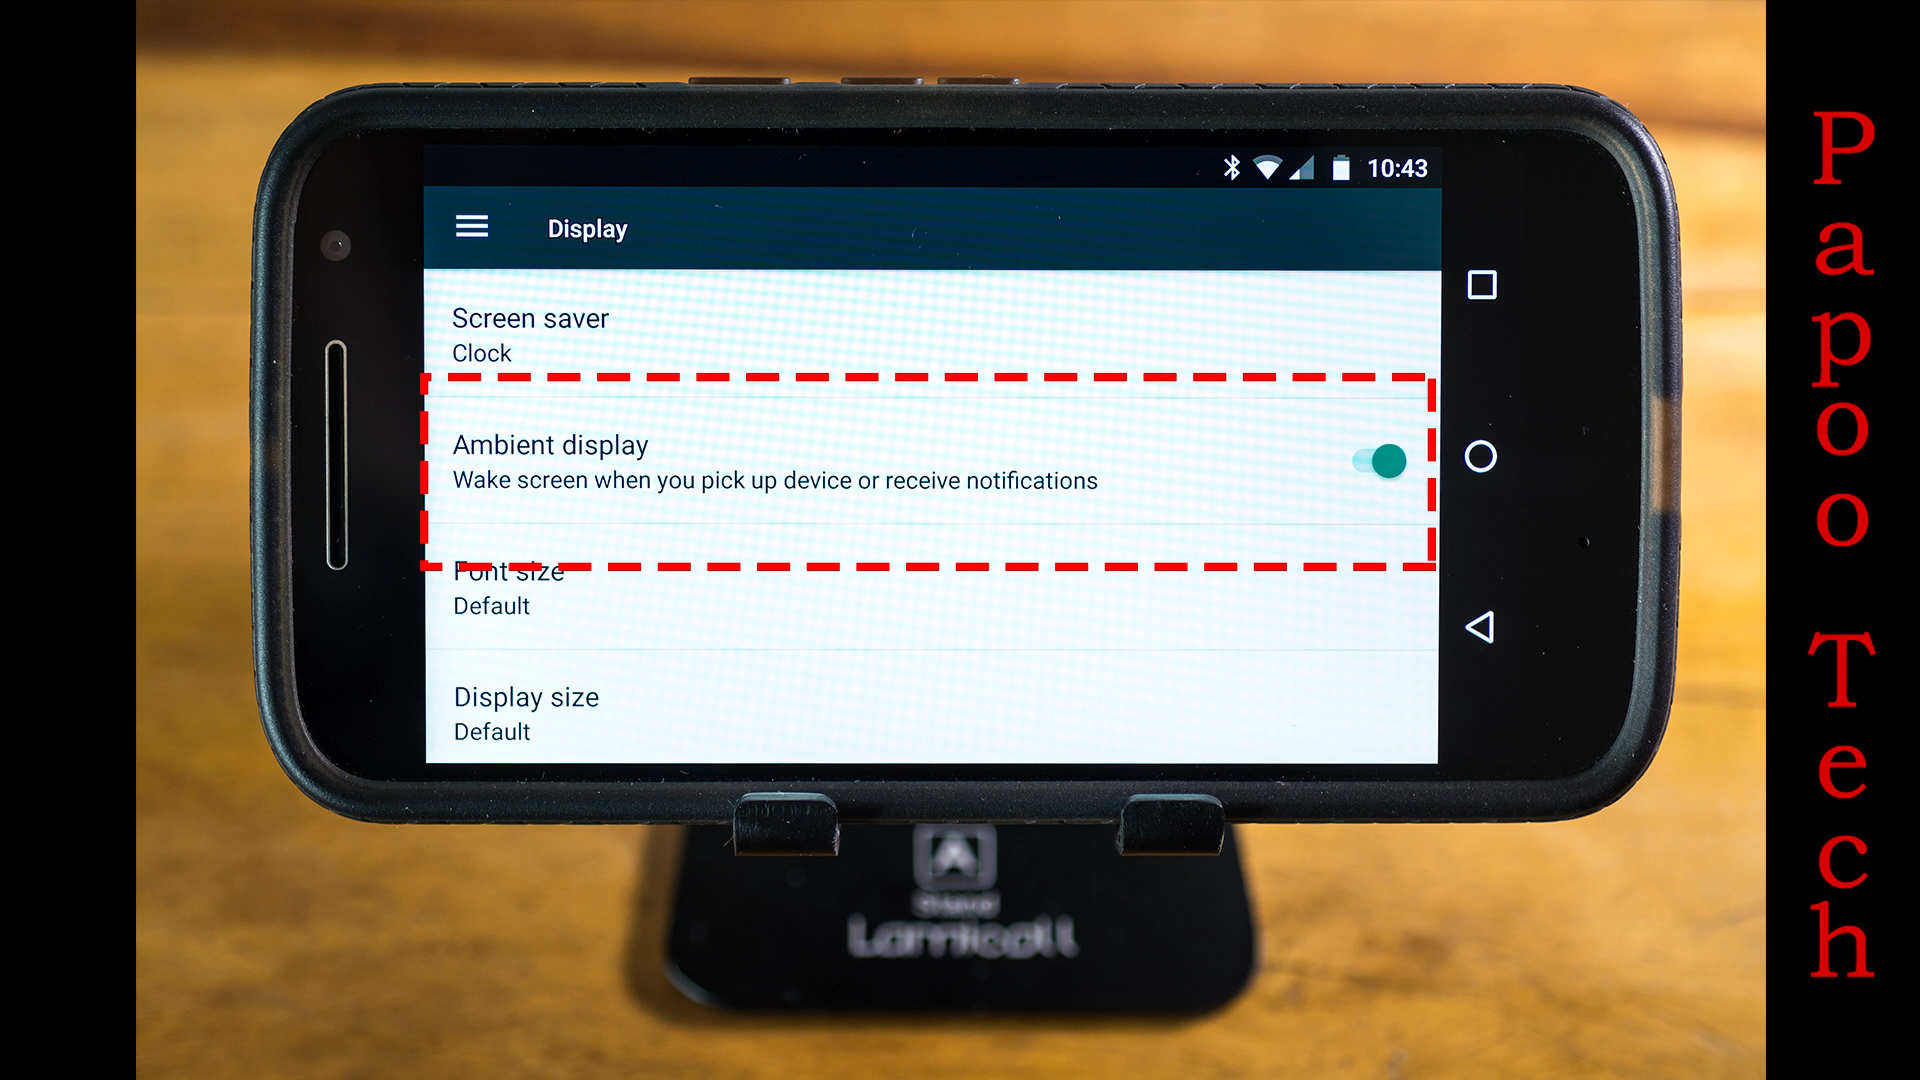 10:43
Display
Screen saver
Clock
Ambient display
Wake screen when you pick up device or receive notifications
Font size
Default
Display size
Default
Lamicall
Papoo Tech